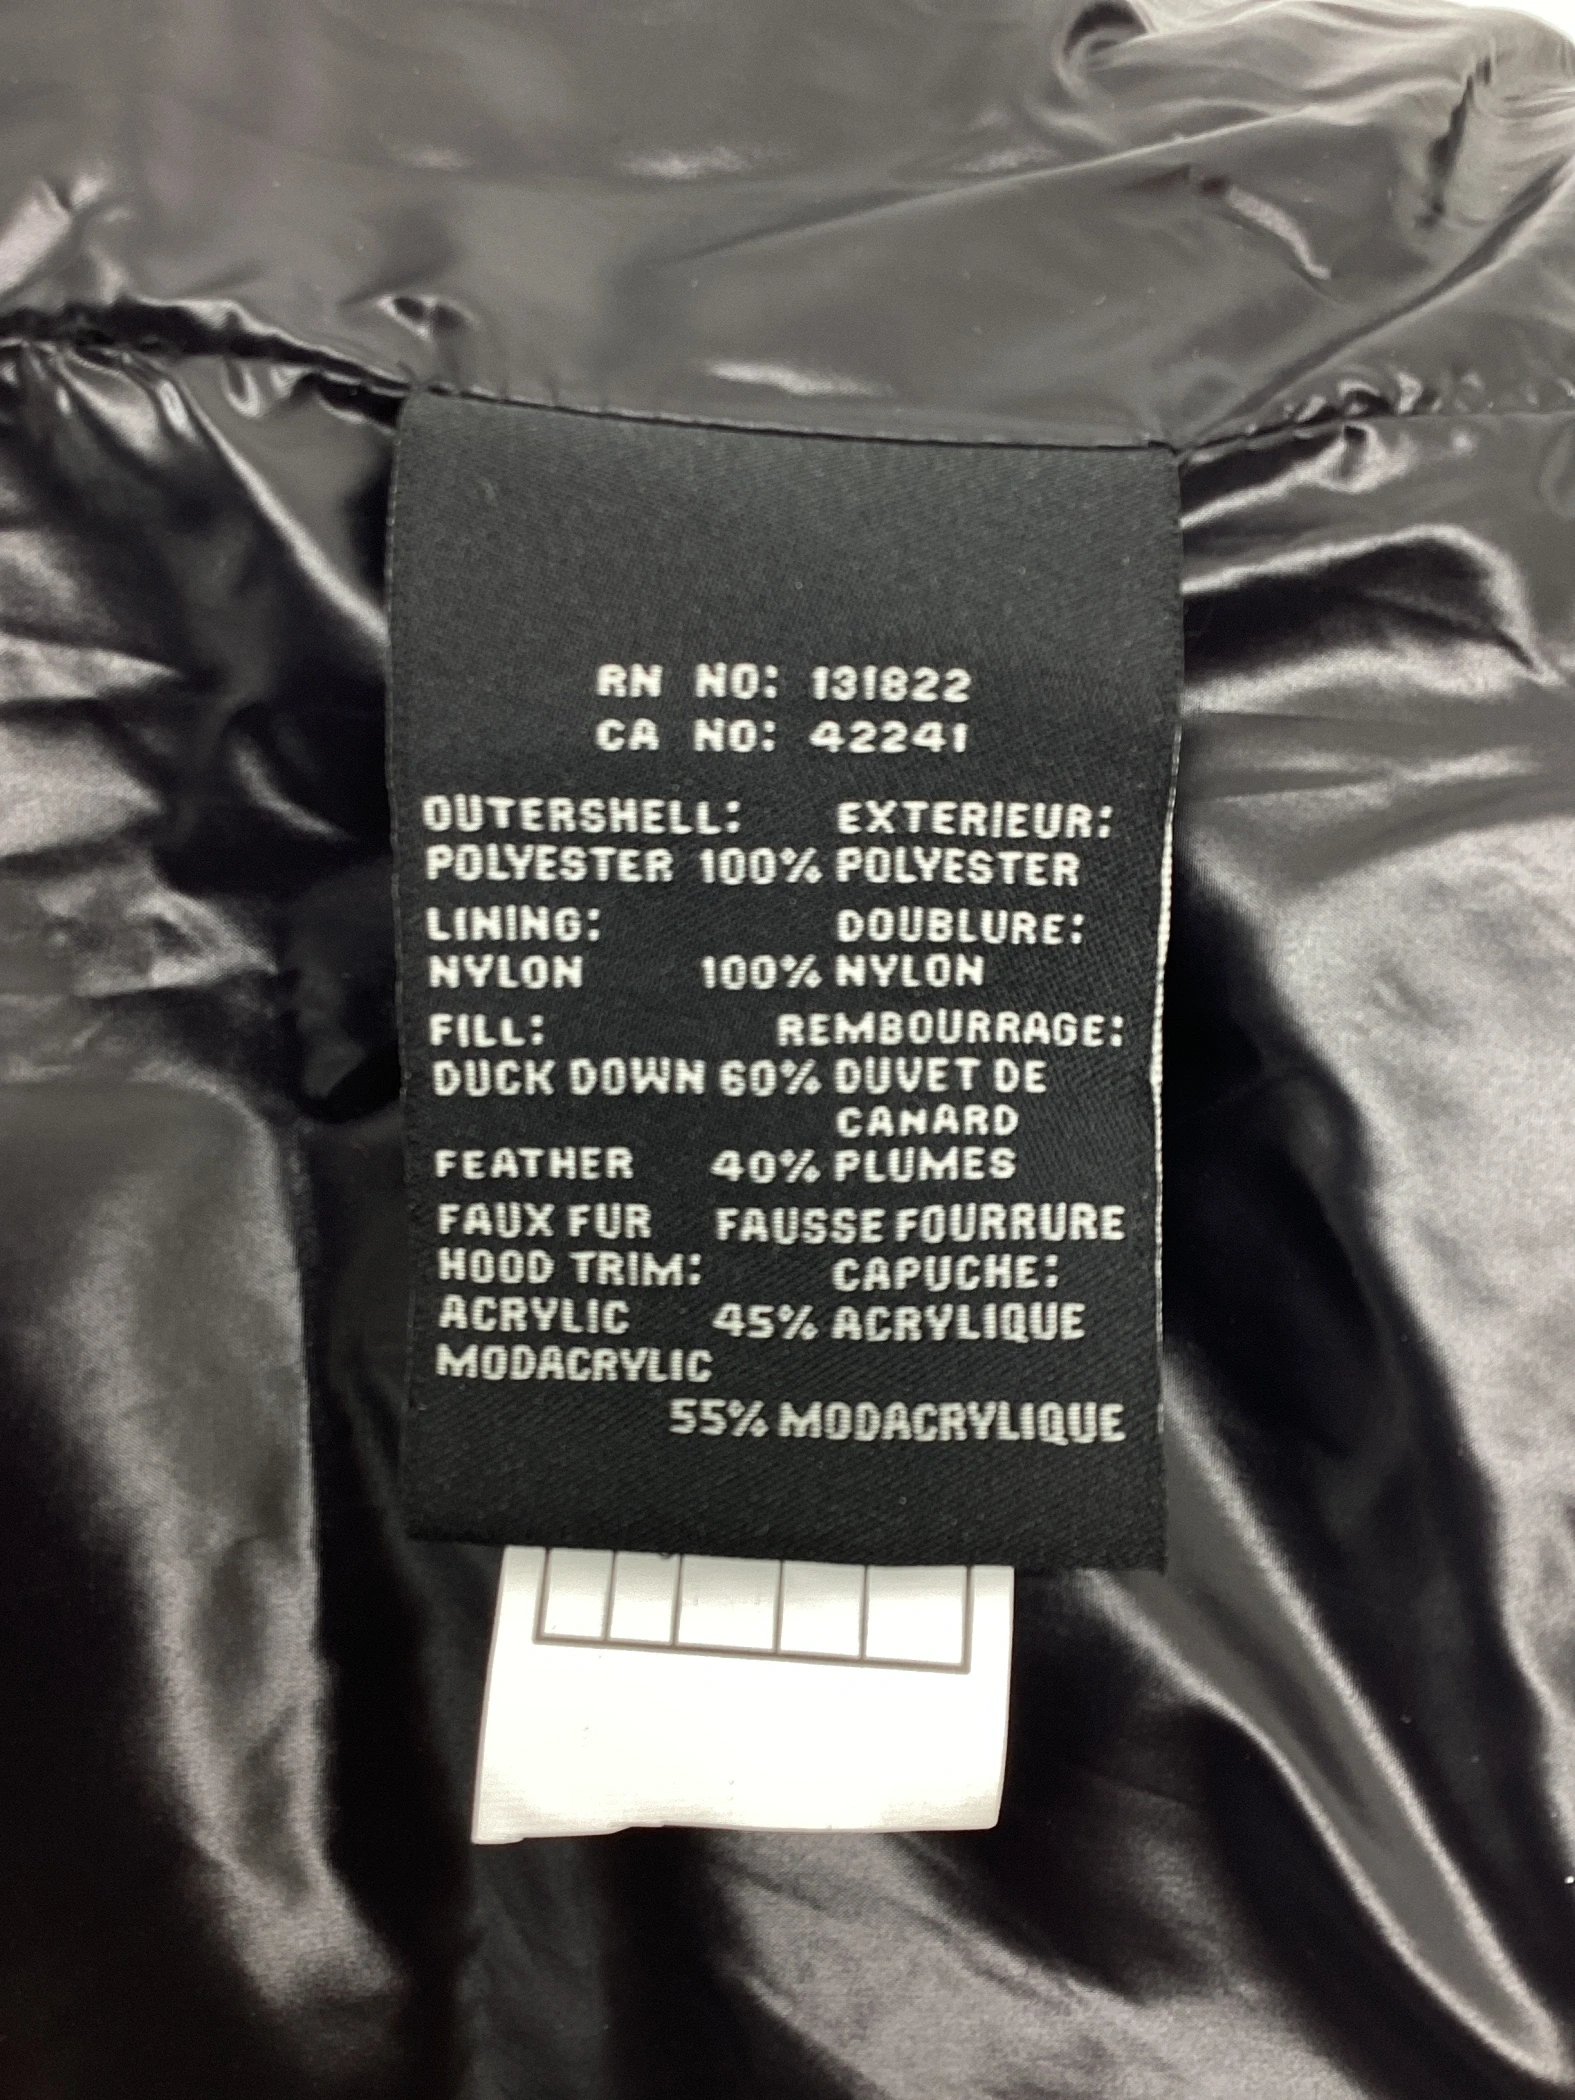 RN NO: 131822
CA NO: 42241
OUTERSHELL: EXTERIEUR:
POLYESTER 100% POLYESTER
LINING: DOUBLURE:
NYLON 100% NYLON
FILL: REMBOURRAGE:
DUCK DOWN 60% DUVET DE
CANARD
FEATHER 40% PLUMES
FAUX FUR FAUSSE FOURRURE
HOOD TRIM: CAPUCHE:
ACRYLIC 45% ACRYLIQUE
MODACRYLIC
55% MODACRYLIQUE